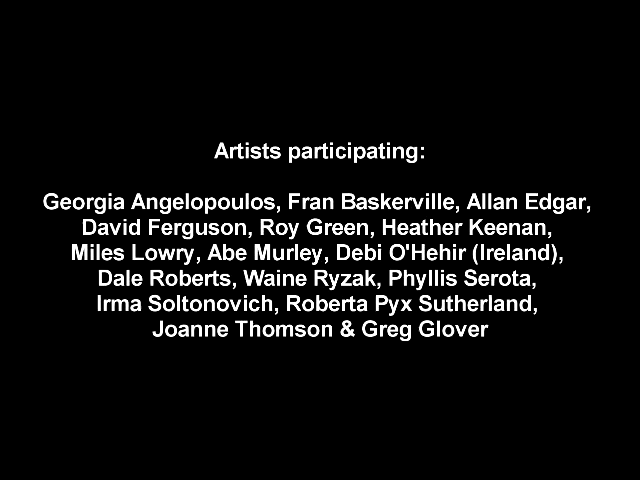 Artists participating:
Georgia Angelopoulos, Fran Baskerville, Allan Edgar,
David Ferguson, Roy Green, Heather Keenan,
Miles Lowry, Abe Murley, Debi O'Hehir (Ireland),
Dale Roberts, Waine Ryzak, Phyllis Serota,
Irma Soltonovich, Roberta Pyx Sutherland,
Joanne Thomson & Greg Glover